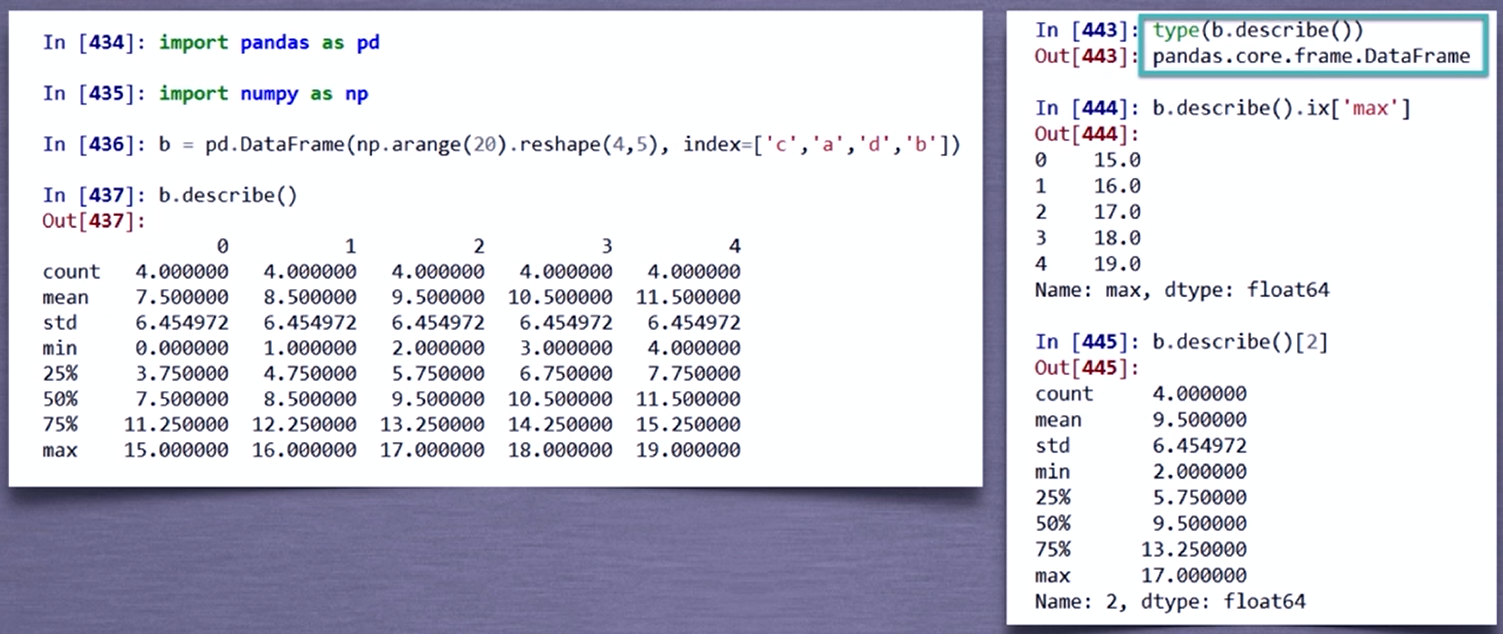 In [434]: import pandas as pd
In [435]: import numpy as np
In [436]: b = pd.DataFrame(np.arange(20).reshape(4,5), index=['c','a','d','b'])
In [437]: b.describe()
Out[437]:
0 1 2 3 4
count 4.000000 4.000000 4.000000 4.000000 4.000000
mean 7.500000 8.500000 9.500000 10.500000 11.500000
std 6.454972 6.454972 6.454972 6.454972 6.454972
min 0.000000 1.000000 2.000000 3.000000 4.000000
25% 3.750000 4.750000 5.750000 6.750000 7.750000
50% 7.500000 8.500000 9.500000 10.500000 11.500000
75% 11.250000 12.250000 13.250000 14.250000 15.250000
max 15.000000 16.000000 17.000000 18.000000 19.000000
In [443]: type(b.describe())
Out[443]: pandas.core.frame.DataFrame
In [444]: b.describe().ix['max']
Out[444]:
0 15.0
1 16.0
2 17.0
3 18.0
4 19.0
Name: max, dtype: float64
In [445]: b.describe()[2]
Out[445]:
count 4.000000
mean 9.500000
std 6.454972
min 2.000000
25% 5.750000
50% 9.500000
75% 13.250000
max 17.000000
Name: 2, dtype: float64